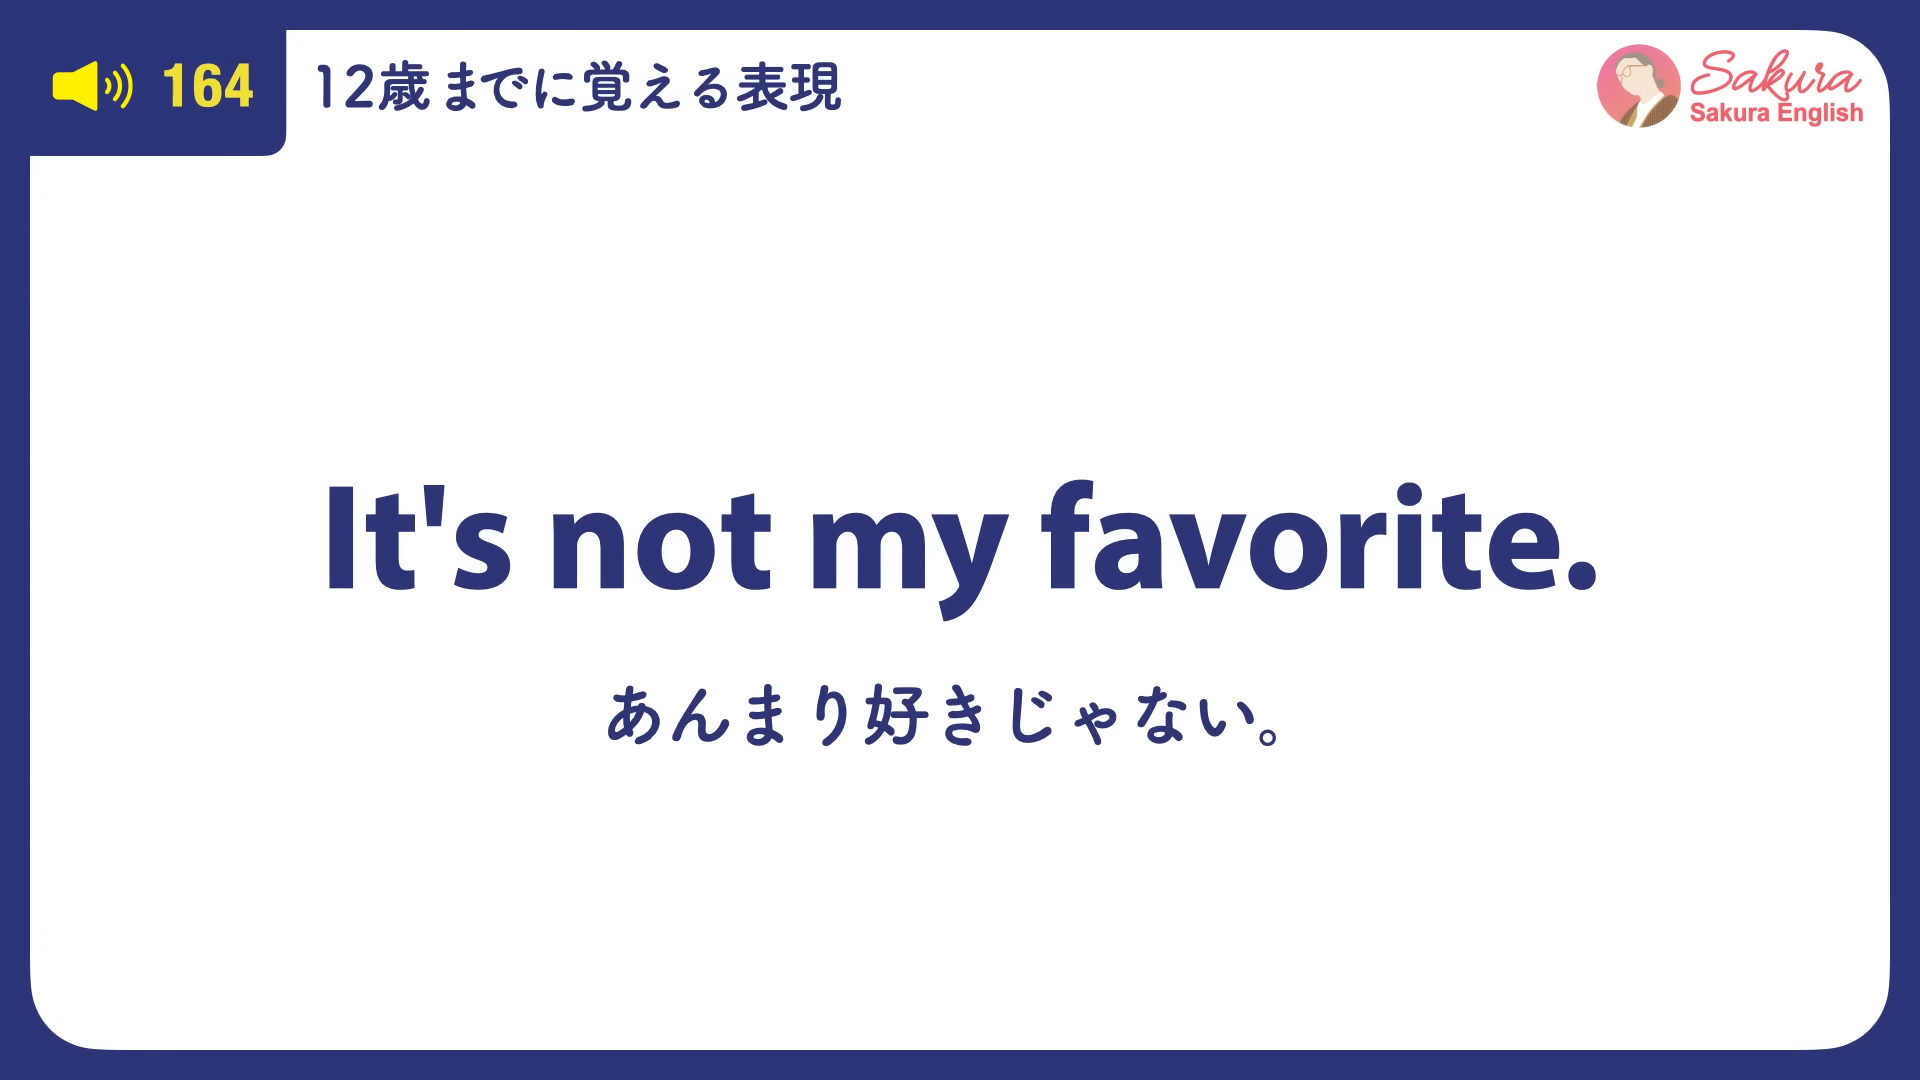 164
12歳までに覚える表現
Sakura
Sakura English
It's not my favorite.
あんまり好きじゃない。